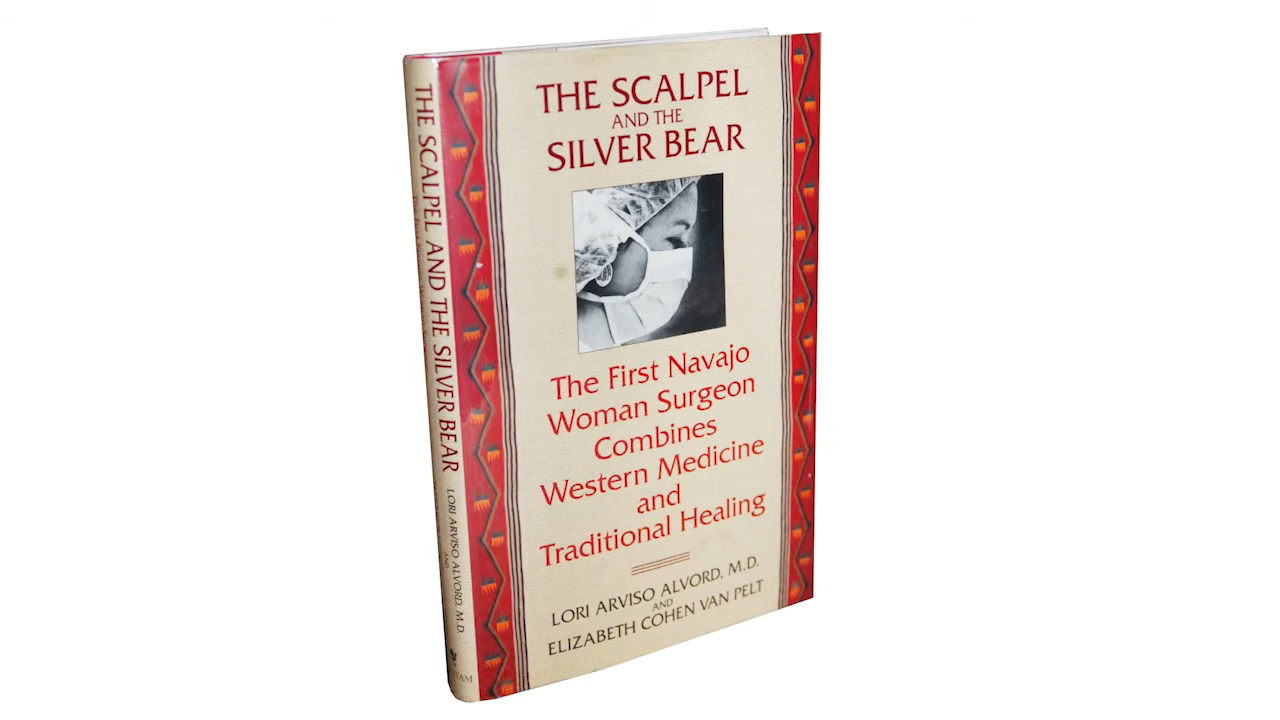 THE SCALPEL
AND THE
SILVER BEAR
The First Navajo
Woman Surgeon
Combines
Western Medicine
and
Traditional Healing
LORI ARVISO ALVORD, M.D.
AND
ELIZABETH COHEN VAN PELT
THE SCALPEL AND THE SILVER BEAR
LORI ARVISO ALVORD, M.D.
AND